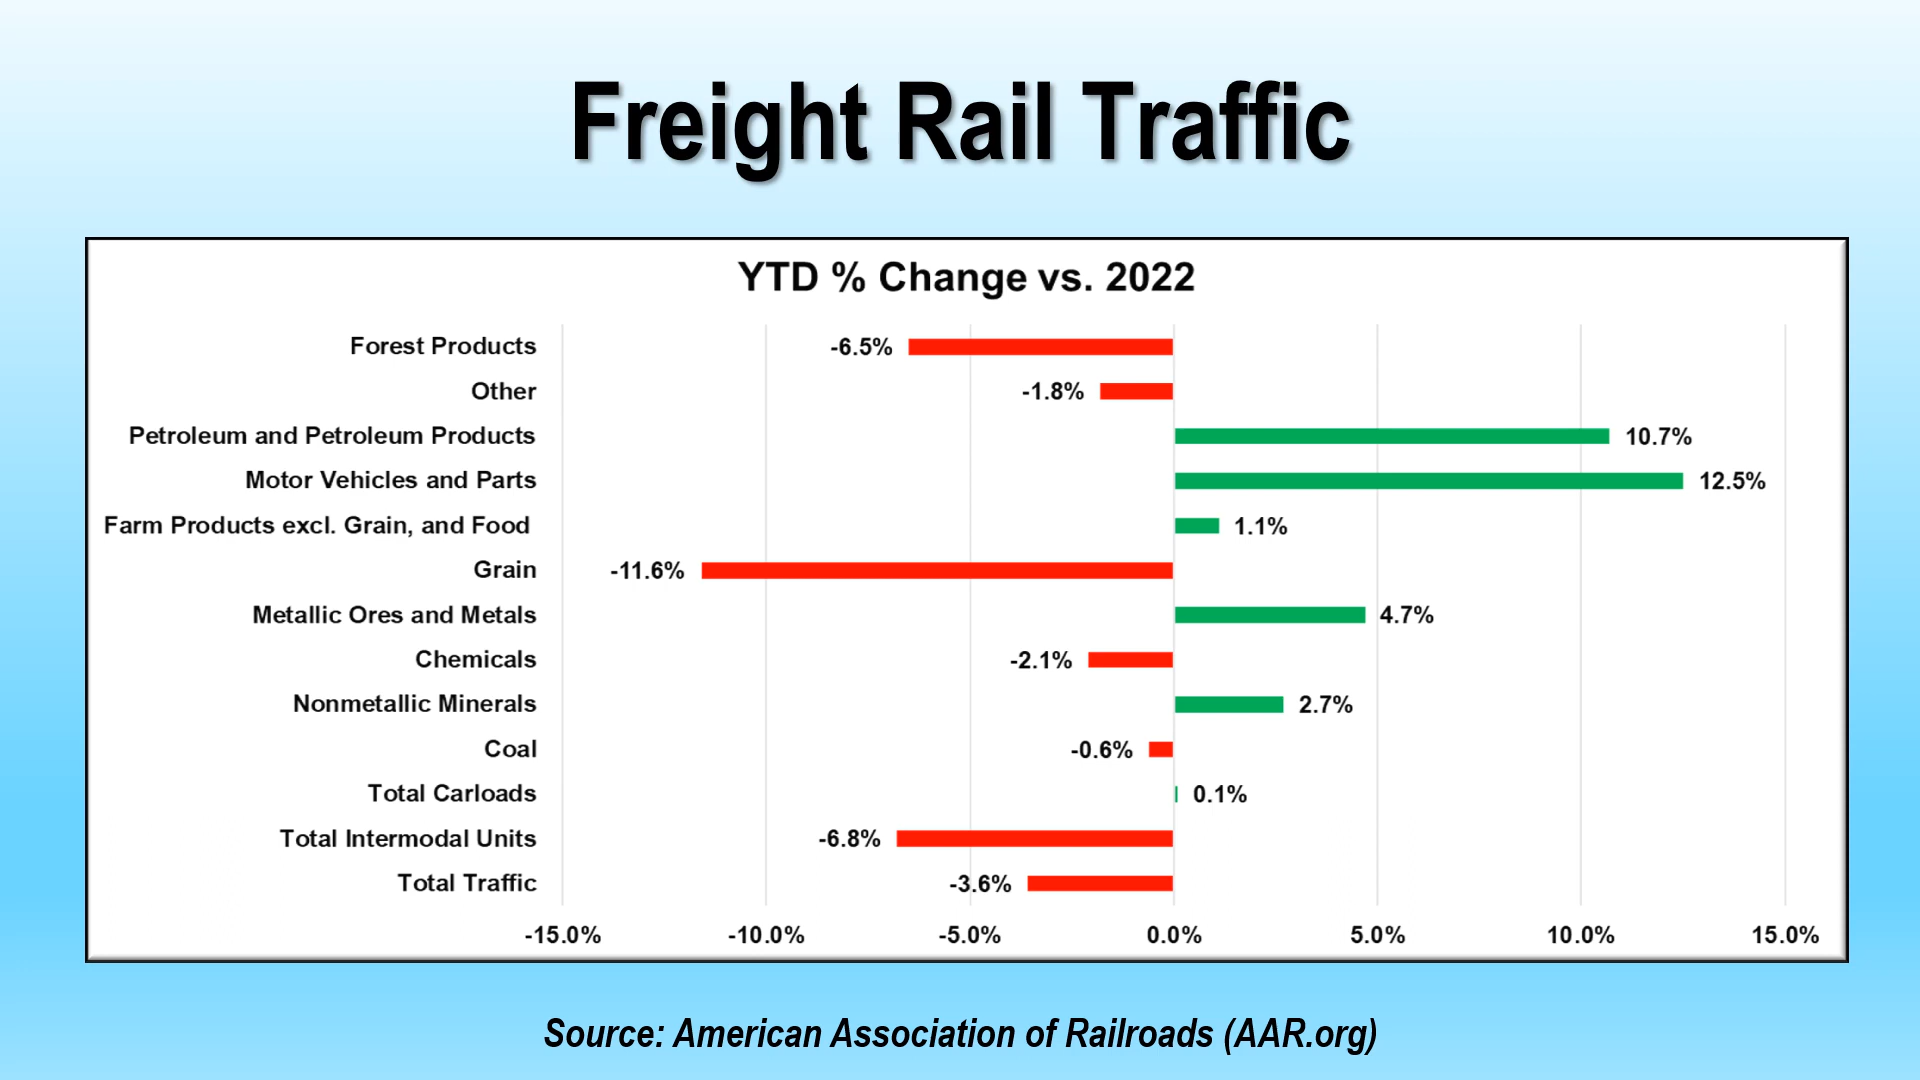 Freight Rail Traffic
YTD % Change vs. 2022
Forest Products -6.5%
Other -1.8%
Petroleum and Petroleum Products 10.7%
Motor Vehicles and Parts 12.5%
Farm Products excl. Grain, and Food 1.1%
Grain -11.6%
Metallic Ores and Metals 4.7%
Chemicals -2.1%
Nonmetallic Minerals 2.7%
Coal -0.6%
Total Carloads 0.1%
Total Intermodal Units -6.8%
Total Traffic -3.6%
-15.0% -10.0% -5.0% 0.0% 5.0% 10.0% 15.0%
Source: American Association of Railroads (AAR.org)